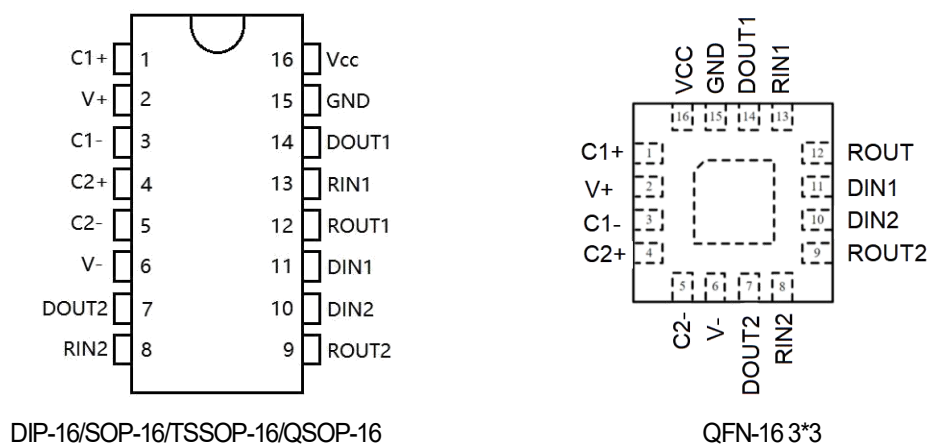 C1+ 1 16 Vcc
V+ 2 15 GND
C1- 3 14 DOUT1
C2+ 4 13 RIN1
C2- 5 12 ROUT1
V- 6 11 DIN1
DOUT2 7 10 DIN2
RIN2 8 9 ROUT2
DIP-16/SOP-16/TSSOP-16/QSOP-16
VCC GND DOUT1 RIN1
16 15 14 13
C1+ 1 12 ROUT
V+ 2 11 DIN1
C1- 3 10 DIN2
C2+ 4 9 ROUT2
5 6 7 8
C2- V- DOUT2 RIN2
QFN-16 3*3